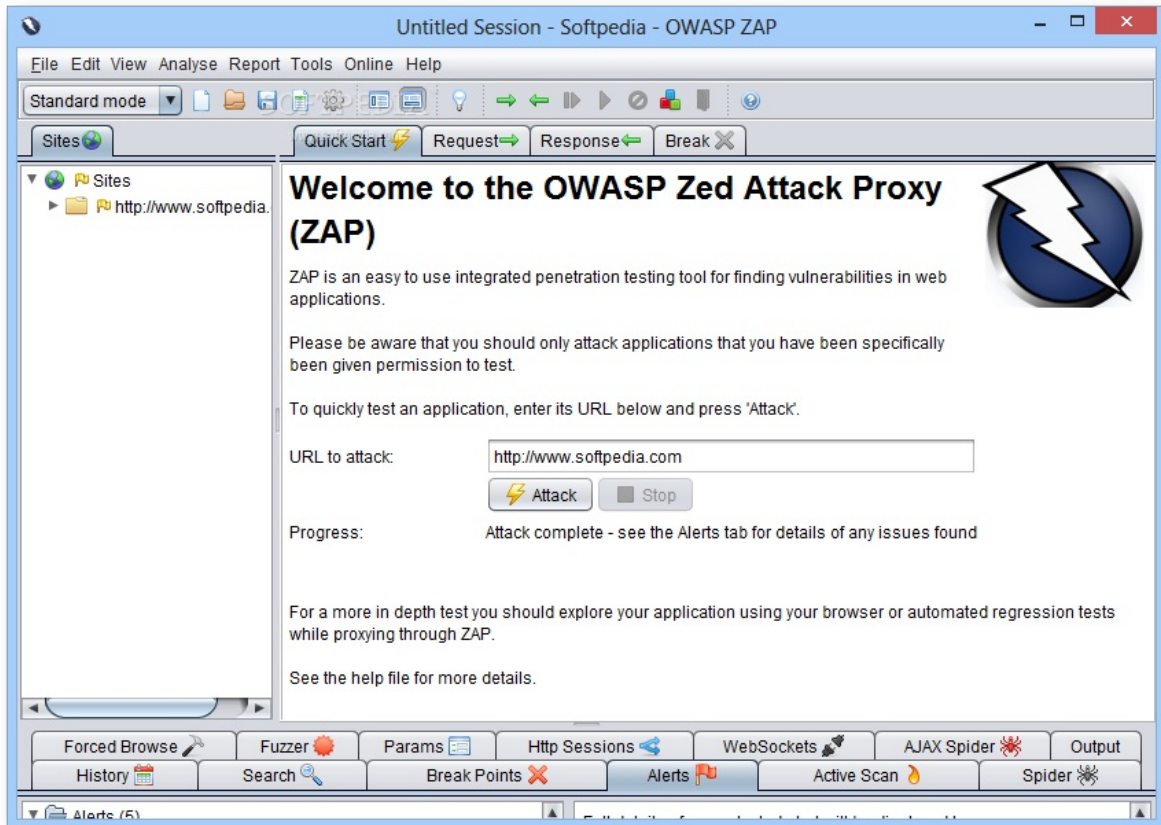 Untitled Session - Softpedia - OWASP ZAP
File Edit View Analyse Report Tools Online Help
Standard mode
SOFTPEDIA
Sites
Quick Start
Request
Response
Break
Sites
http://www.softpedia.
Welcome to the OWASP Zed Attack Proxy
(ZAP)
ZAP is an easy to use integrated penetration testing tool for finding vulnerabilities in web
applications.
Please be aware that you should only attack applications that you have been specifically
been given permission to test.
To quickly test an application, enter its URL below and press 'Attack'.
URL to attack:
http://www.softpedia.com
Attack
Stop
Progress:
Attack complete - see the Alerts tab for details of any issues found
For a more in depth test you should explore your application using your browser or automated regression tests
while proxying through ZAP.
See the help file for more details.
Forced Browse
Fuzzer
Params
Http Sessions
WebSockets
AJAX Spider
Output
History
Search
Break Points
Alerts
Active Scan
Spider
Alerts (5)